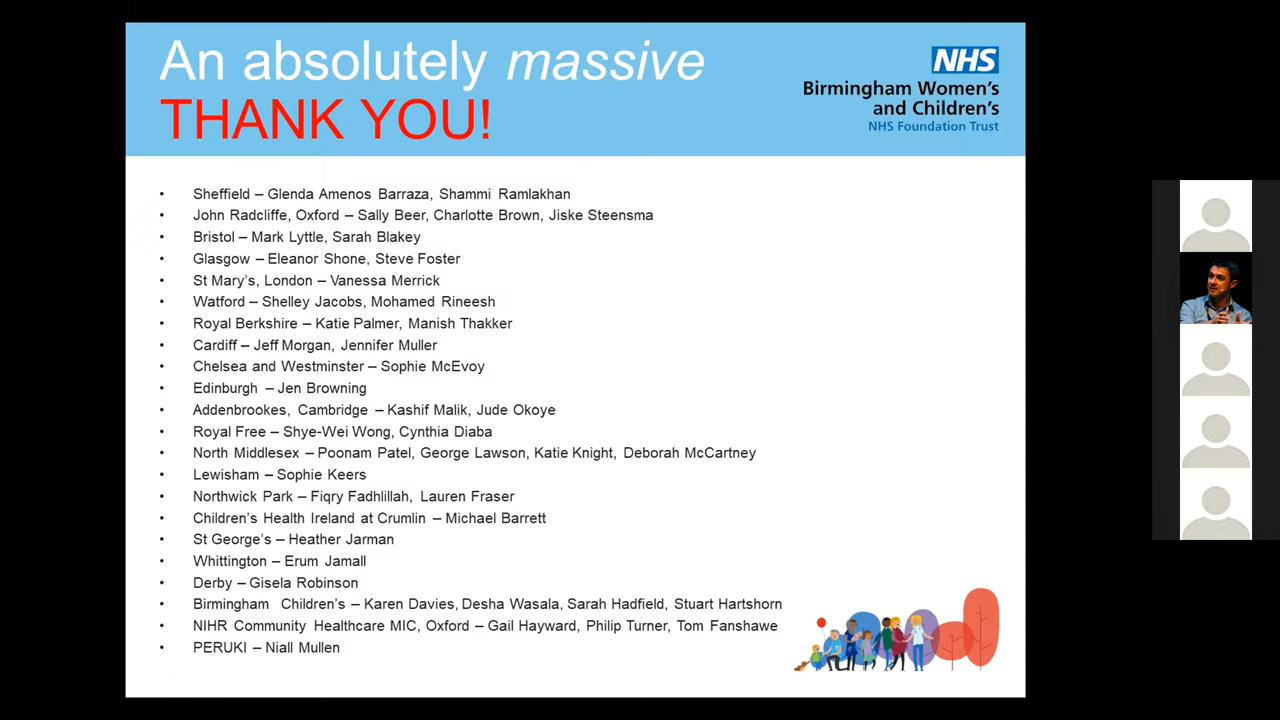 An absolutely massive
THANK YOU!
NHS
Birmingham Women's
and Children's
NHS Foundation Trust
• Sheffield – Glenda Amenos Barraza, Shammi Ramlakhan
• John Radcliffe, Oxford – Sally Beer, Charlotte Brown, Jiske Steensma
• Bristol – Mark Lyttle, Sarah Blakey
• Glasgow – Eleanor Shone, Steve Foster
• St Mary's, London – Vanessa Merrick
• Watford – Shelley Jacobs, Mohamed Rineesh
• Royal Berkshire – Katie Palmer, Manish Thakker
• Cardiff – Jeff Morgan, Jennifer Muller
• Chelsea and Westminster – Sophie McEvoy
• Edinburgh – Jen Browning
• Addenbrookes, Cambridge – Kashif Malik, Jude Okoye
• Royal Free – Shye-Wei Wong, Cynthia Diaba
• North Middlesex – Poonam Patel, George Lawson, Katie Knight, Deborah McCartney
• Lewisham – Sophie Keers
• Northwick Park – Fiqry Fadhlillah, Lauren Fraser
• Children's Health Ireland at Crumlin – Michael Barrett
• St George's – Heather Jarman
• Whittington – Erum Jamall
• Derby – Gisela Robinson
• Birmingham Children's – Karen Davies, Desha Wasala, Sarah Hadfield, Stuart Hartshorn
• NIHR Community Healthcare MIC, Oxford – Gail Hayward, Philip Turner, Tom Fanshawe
• PERUKI – Niall Mullen